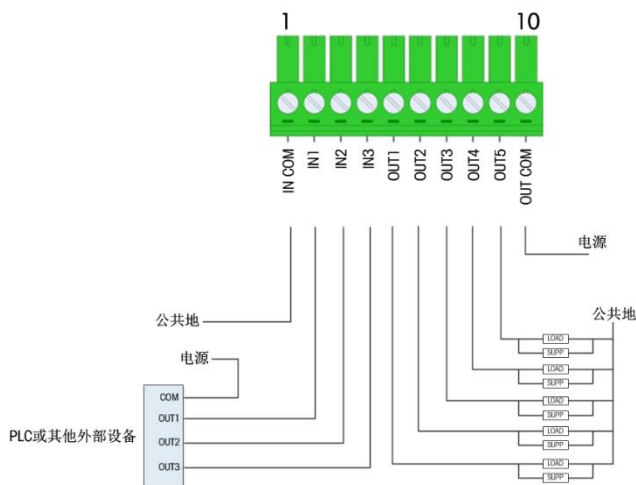 1
10
IN COM
IN1
IN2
IN3
OUT1
OUT2
OUT3
OUT4
OUT5
OUT COM
电源
公共地
公共地
电源
LOAD
SUPP
LOAD
SUPP
LOAD
SUPP
LOAD
SUPP
LOAD
SUPP
COM
OUT1
PLC或其他外部设备
OUT2
OUT3